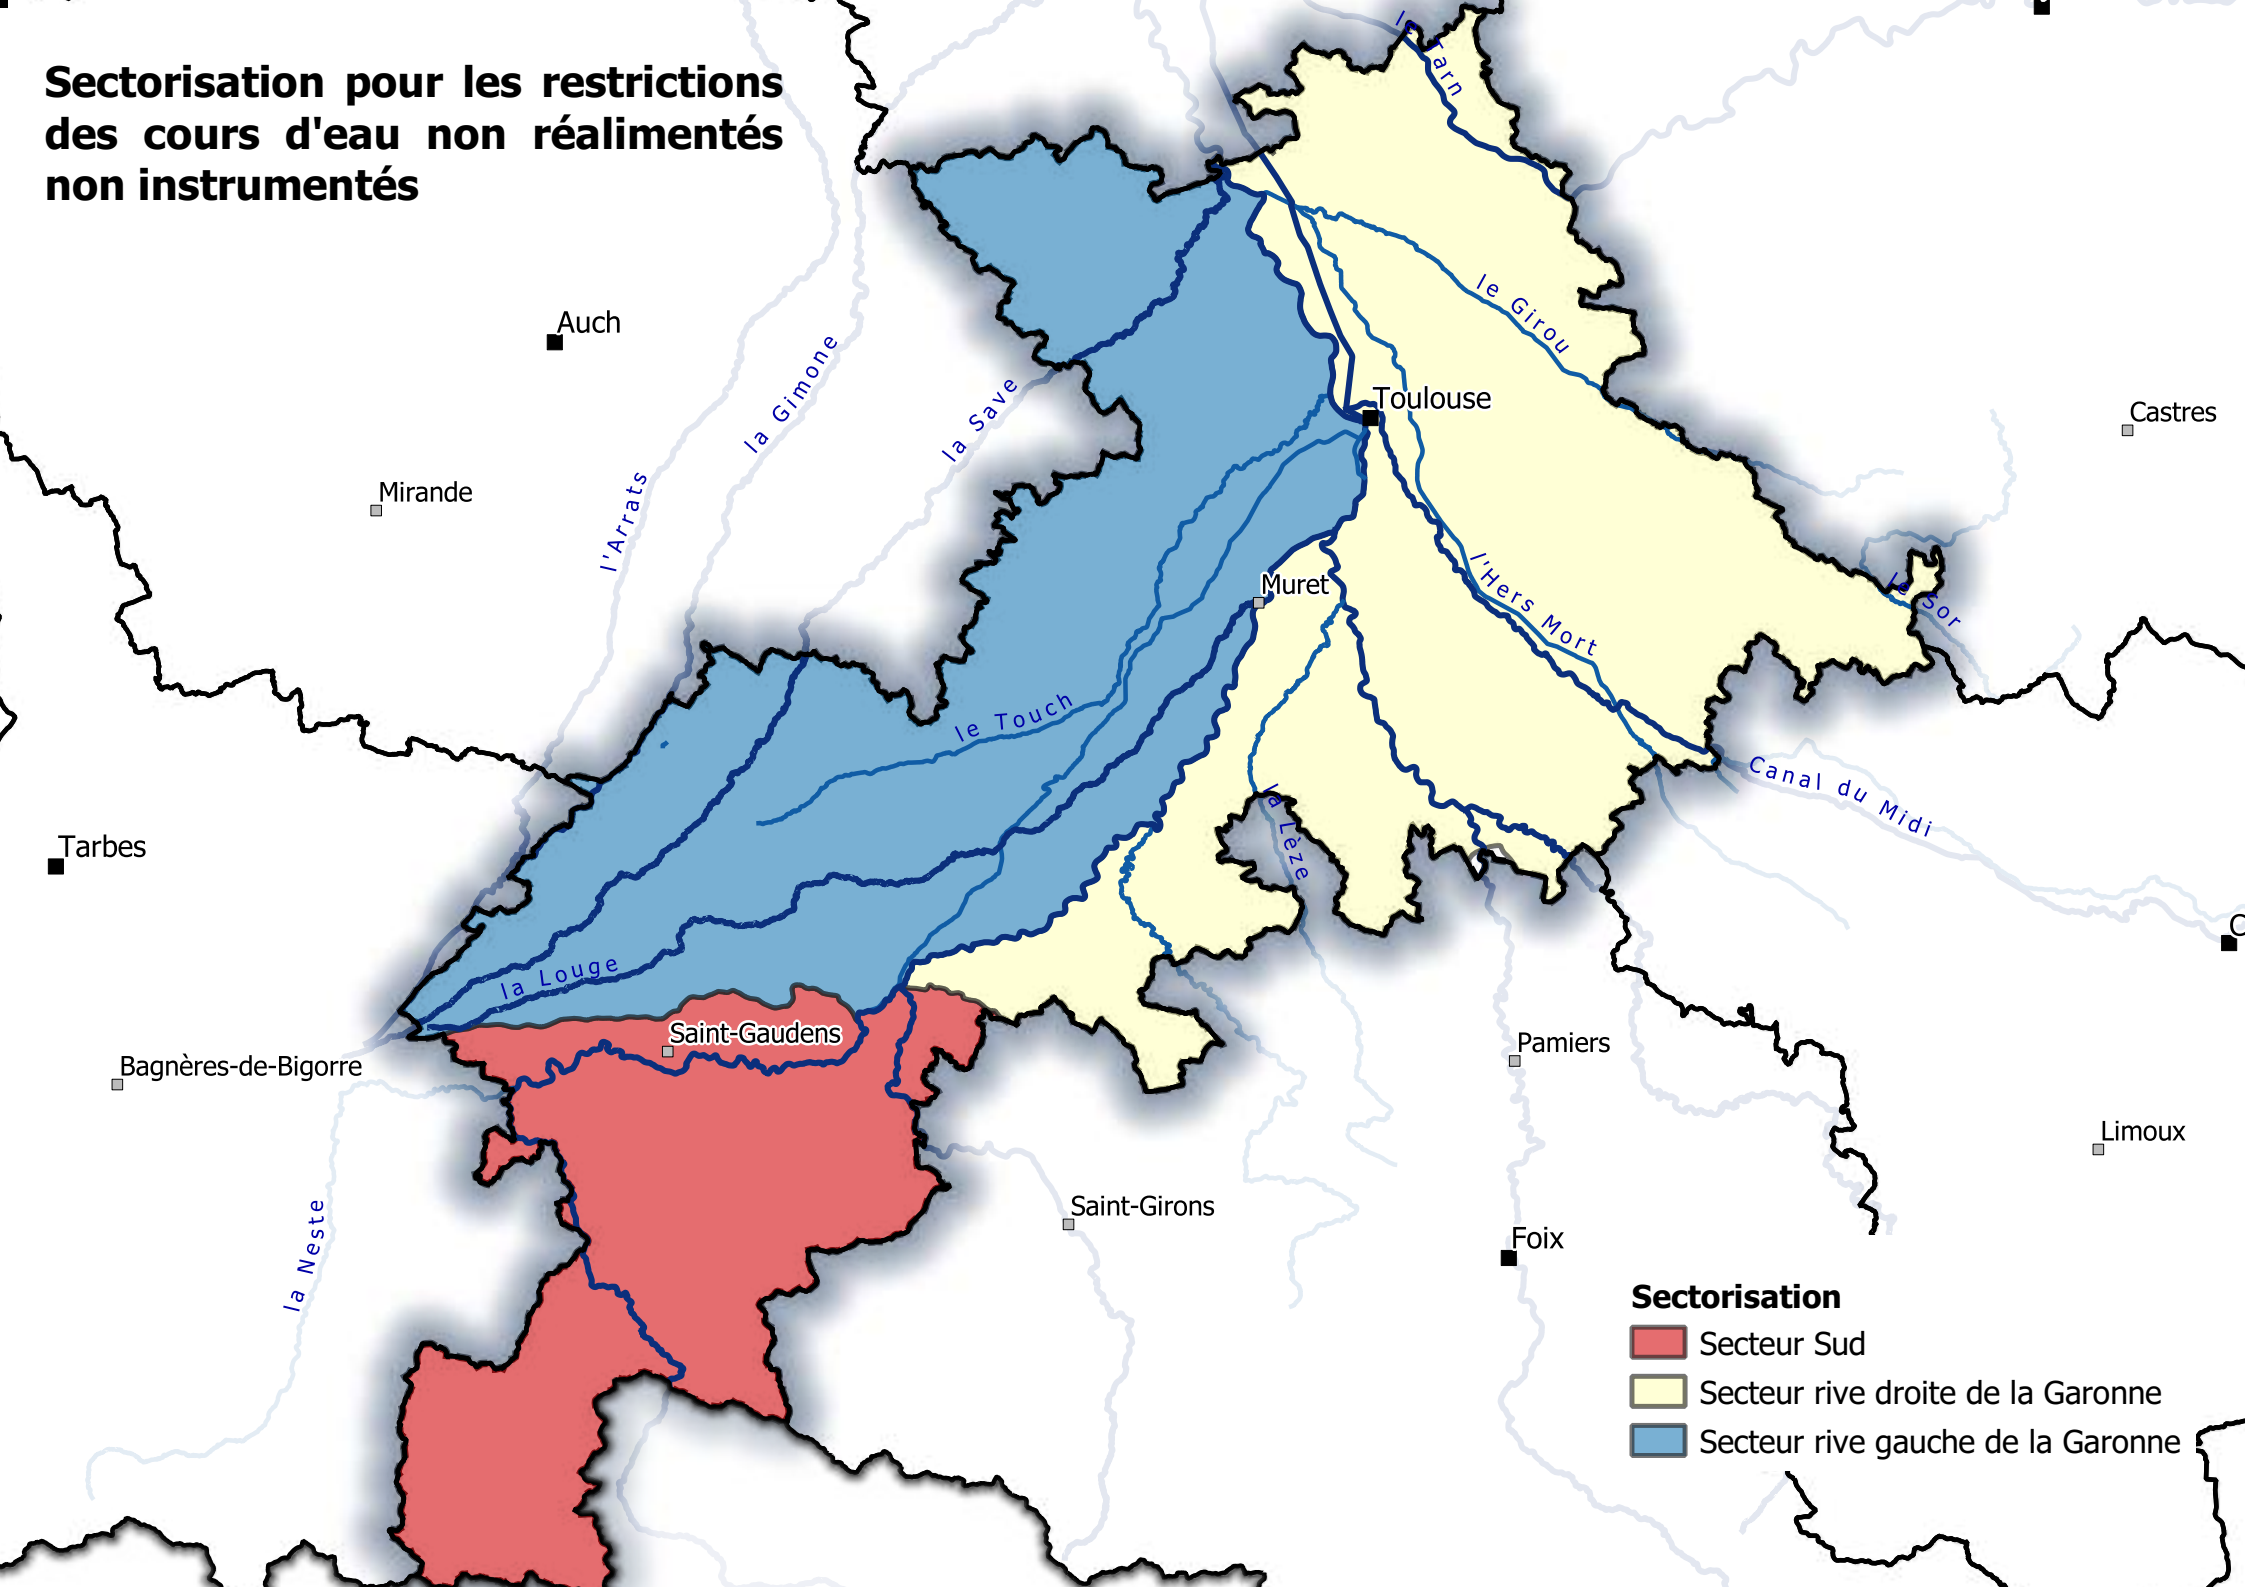 Sectorisation pour les restrictions
des cours d'eau non réalimentés
non instrumentés
le Tarn
Auch
le Girou
la Gimone
la Save
Toulouse
Castres
Mirande
l'Arrats
Muret
l'Hers Mort
le Sor
le Touch
Canal du Midi
la Lèze
Tarbes
la Louge
Saint-Gaudens
Bagnères-de-Bigorre
Pamiers
Limoux
la Neste
Saint-Girons
Foix
Sectorisation
Secteur Sud
Secteur rive droite de la Garonne
Secteur rive gauche de la Garonne